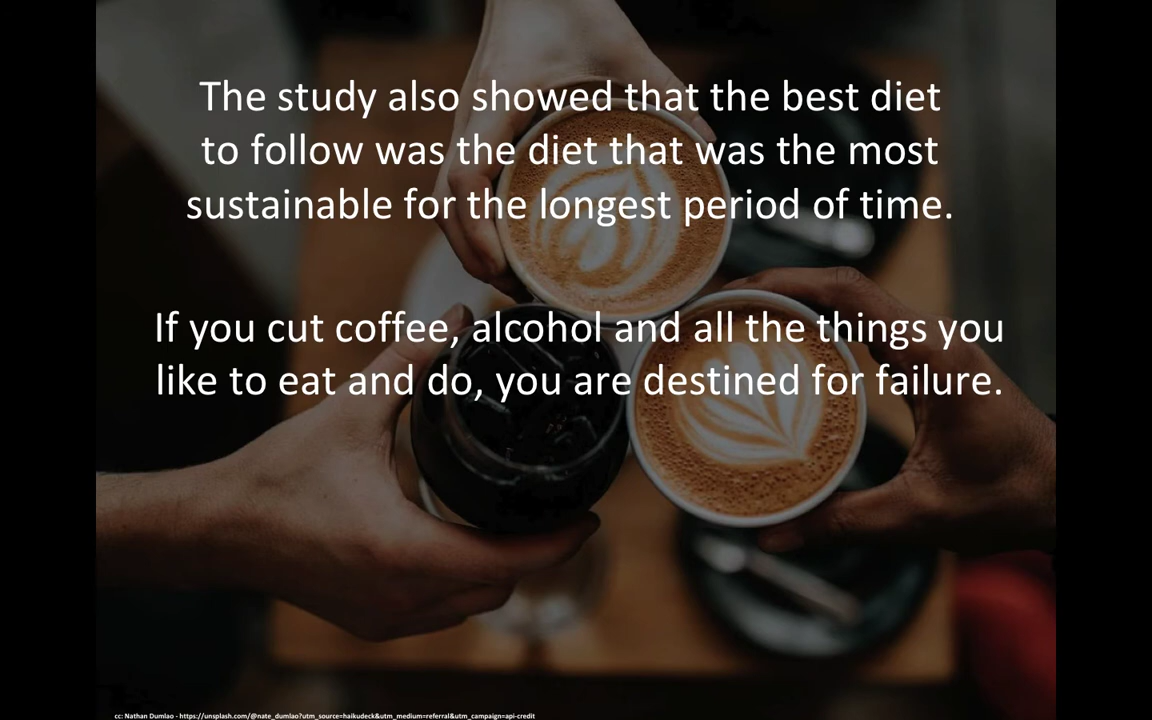 The study also showed that the best diet
to follow was the diet that was the most
sustainable for the longest period of time.
If you cut coffee, alcohol and all the things you
like to eat and do, you are destined for failure.
cc: Nathan Dumlao - https://unsplash.com/@nate_dumlao?utm_source=haikudeck&utm_medium=referral&utm_campaign=api-credit